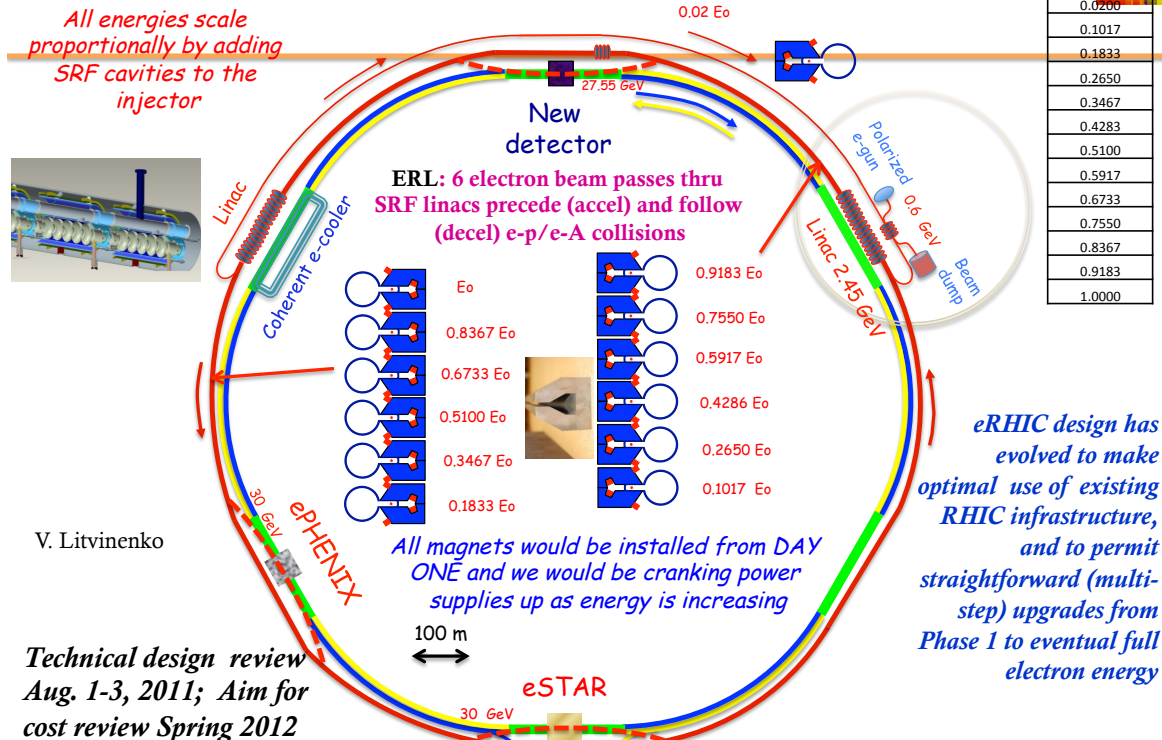 All energies scale
proportionally by adding
SRF cavities to the
injector
0.02 Eo
27.55 GeV
New
detector
ERL: 6 electron beam passes thru
SRF linacs precede (accel) and follow
(decel) e-p/e-A collisions
Linac
Coherent e-cooler
Polarized
e-gun
0.6 GeV
Beam
dump
Linac 2.45 GeV
0.0200
0.1017
0.1833
0.2650
0.3467
0.4283
0.5100
0.5917
0.6733
0.7550
0.8367
0.9183
1.0000
Eo
0.8367 Eo
0.6733 Eo
0.5100 Eo
0.3467 Eo
0.1833 Eo
0.9183 Eo
0.7550 Eo
0.5917 Eo
0.4286 Eo
0.2650 Eo
0.1017 Eo
eRHIC design has
evolved to make
optimal use of existing
RHIC infrastructure,
and to permit
straightforward (multi-
step) upgrades from
Phase 1 to eventual full
electron energy
30 GeV
ePHENIX
V. Litvinenko
All magnets would be installed from DAY
ONE and we would be cranking power
supplies up as energy is increasing
100 m
Technical design review
Aug. 1-3, 2011; Aim for
cost review Spring 2012
eSTAR
30 GeV